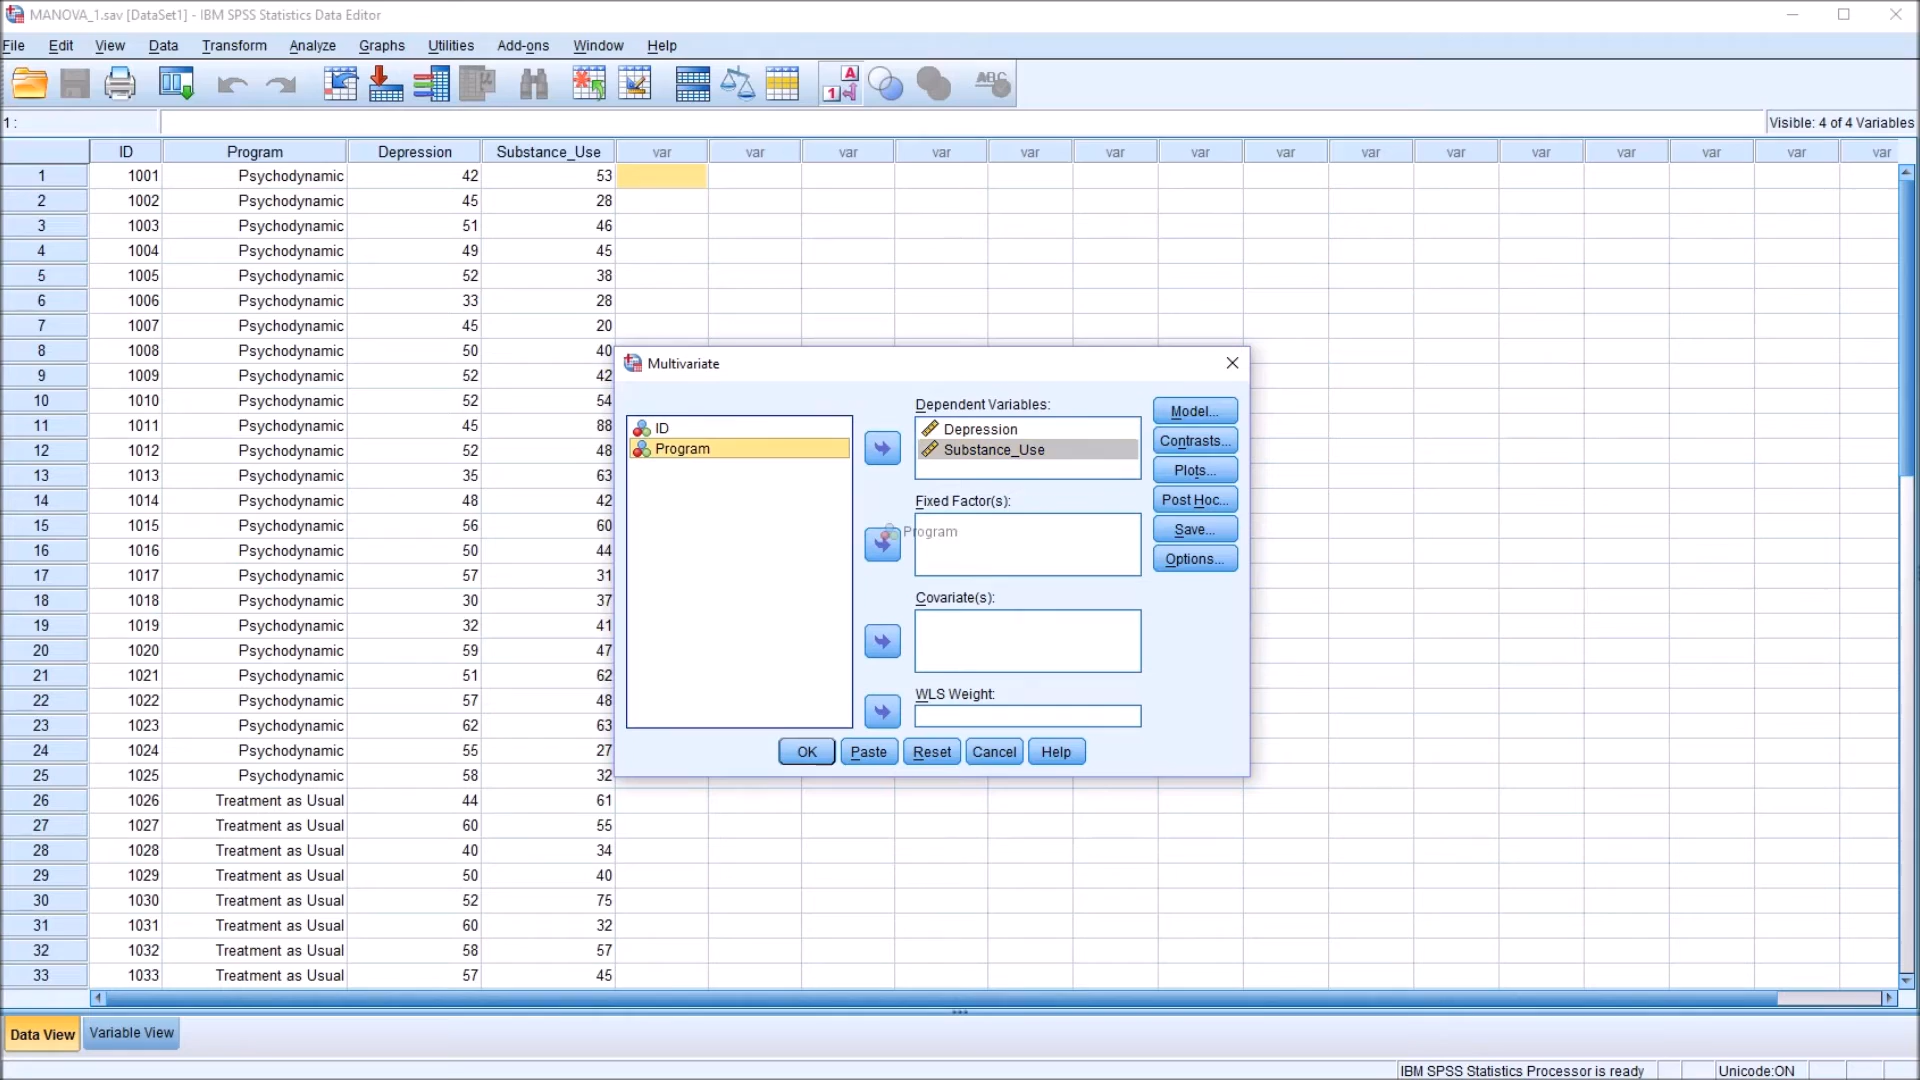 MANOVA_1.sav [DataSet1] - IBM SPSS Statistics Data Editor
File Edit View Data Transform Analyze Graphs Utilities Add-ons Window Help
1 :
Visible: 4 of 4 Variables
ID Program Depression Substance_Use var var var var var var var var var var var var var var
1 1001 Psychodynamic 42 53
2 1002 Psychodynamic 45 28
3 1003 Psychodynamic 51 46
4 1004 Psychodynamic 49 45
5 1005 Psychodynamic 52 38
6 1006 Psychodynamic 33 28
7 1007 Psychodynamic 45 20
8 1008 Psychodynamic 50 40
9 1009 Psychodynamic 52 42
10 1010 Psychodynamic 52 54
11 1011 Psychodynamic 45 88
12 1012 Psychodynamic 52 48
13 1013 Psychodynamic 35 63
14 1014 Psychodynamic 48 42
15 1015 Psychodynamic 56 60
16 1016 Psychodynamic 50 44
17 1017 Psychodynamic 57 31
18 1018 Psychodynamic 30 37
19 1019 Psychodynamic 32 41
20 1020 Psychodynamic 59 47
21 1021 Psychodynamic 51 62
22 1022 Psychodynamic 57 48
23 1023 Psychodynamic 62 63
24 1024 Psychodynamic 55 27
25 1025 Psychodynamic 58 32
26 1026 Treatment as Usual 44 61
27 1027 Treatment as Usual 60 55
28 1028 Treatment as Usual 40 34
29 1029 Treatment as Usual 50 40
30 1030 Treatment as Usual 52 75
31 1031 Treatment as Usual 60 32
32 1032 Treatment as Usual 58 57
33 1033 Treatment as Usual 57 45
Multivariate
ID
Program
Dependent Variables:
Depression
Substance_Use
Fixed Factor(s):
Program
Covariate(s):
WLS Weight:
Model...
Contrasts...
Plots...
Post Hoc...
Save...
Options...
OK Paste Reset Cancel Help
Data View Variable View
IBM SPSS Statistics Processor is ready Unicode:ON